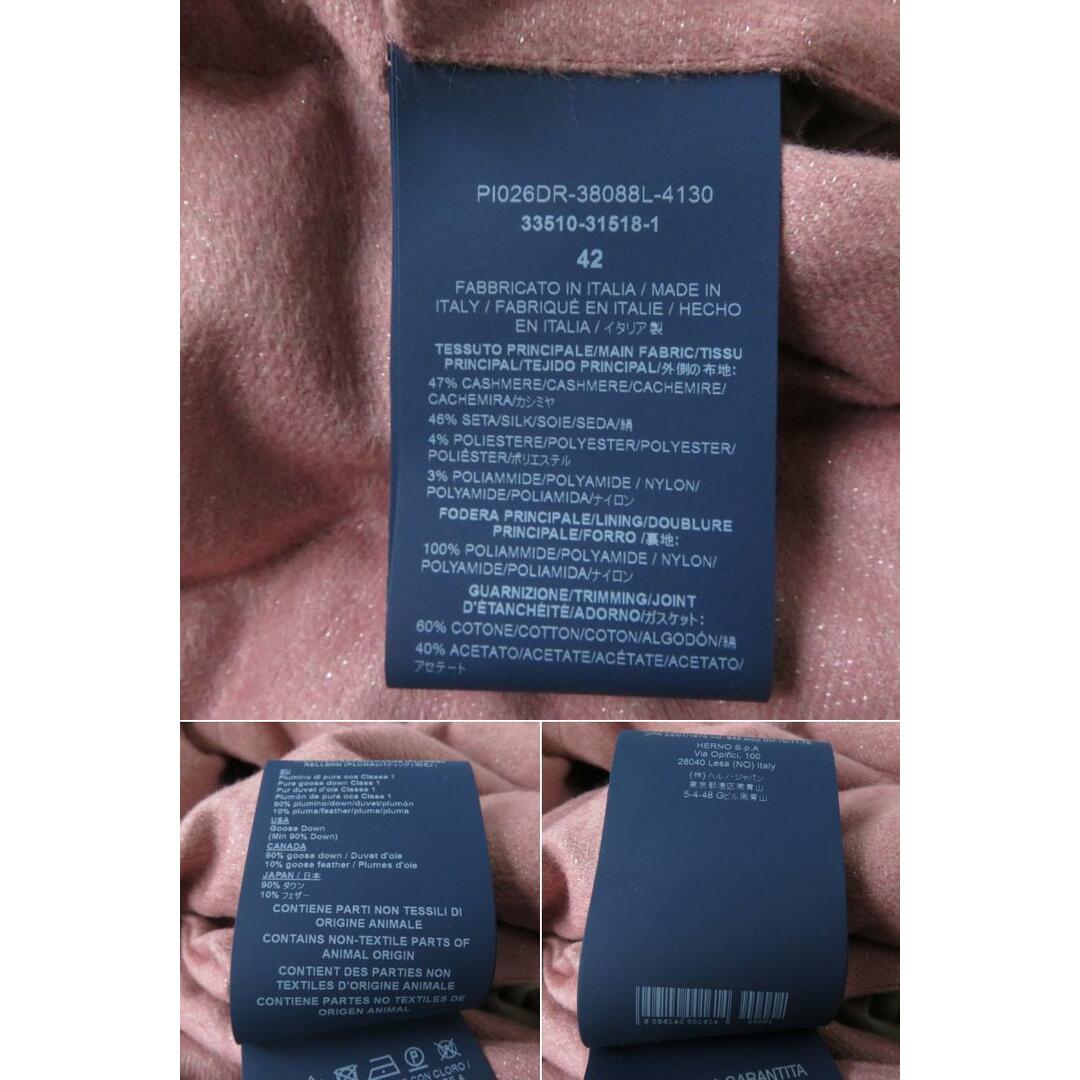 PI026DR-38088L-4130
33510-31518-1
42
FABBRICATO IN ITALIA / MADE IN
ITALY / FABRIQUÉ EN ITALIE / HECHO
EN ITALIA / イタリア製
TESSUTO PRINCIPALE/MAIN FABRIC/TISSU
PRINCIPAL/TEJIDO PRINCIPAL/外側の布地:
47% CASHMERE/CASHMERE/CACHEMIRE/
CACHEMIRA/カシミヤ
46% SETA/SILK/SOIE/SEDA/絹
4% POLIESTERE/POLYESTER/POLYESTER/
POLIÉSTER/ポリエステル
3% POLIAMMIDE/POLYAMIDE / NYLON/
POLYAMIDE/POLIAMIDA/ナイロン
FODERA PRINCIPALE/LINING/DOUBLURE
PRINCIPALE/FORRO /裏地:
100% POLIAMMIDE/POLYAMIDE / NYLON/
POLYAMIDE/POLIAMIDA/ナイロン
GUARNIZIONE/TRIMMING/JOINT
D'ÉTANCHÉITÉ/ADORNO/ガスケット:
60% COTONE/COTTON/COTON/ALGODÓN/綿
40% ACETATO/ACETATE/ACÉTATE/ACETATO/
アセテート
EU
Piumino di pura oca Classe 1
Pure goose down Class 1
Pur duvet d'oie Classe 1
Plumón de pura oca Classe 1
90% piumino/down/duvet/plumón
10% piuma/feather/plume/pluma
USA
Goose Down
(Min 90% Down)
CANADA
90% goose down / Duvet d'oie
10% goose feather / Plumes d'oie
JAPAN / 日本
90% ダウン
10% フェザー
CONTIENE PARTI NON TESSILI DI
ORIGINE ANIMALE
CONTAINS NON-TEXTILE PARTS OF
ANIMAL ORIGIN
CONTIENT DES PARTIES NON
TEXTILES D'ORIGINE ANIMALE
CONTIENE PARTES NO TEXTILES DE
ORIGEN ANIMAL
CON CLORO
HERNO S.p.A
Via Opifici, 100
28040 Lesa (NO) Italy
(株)ヘルノ・ジャパン
東京都港区南青山
5-4-48 Gビル南青山
8 056140 001614
00001
GARANTITA